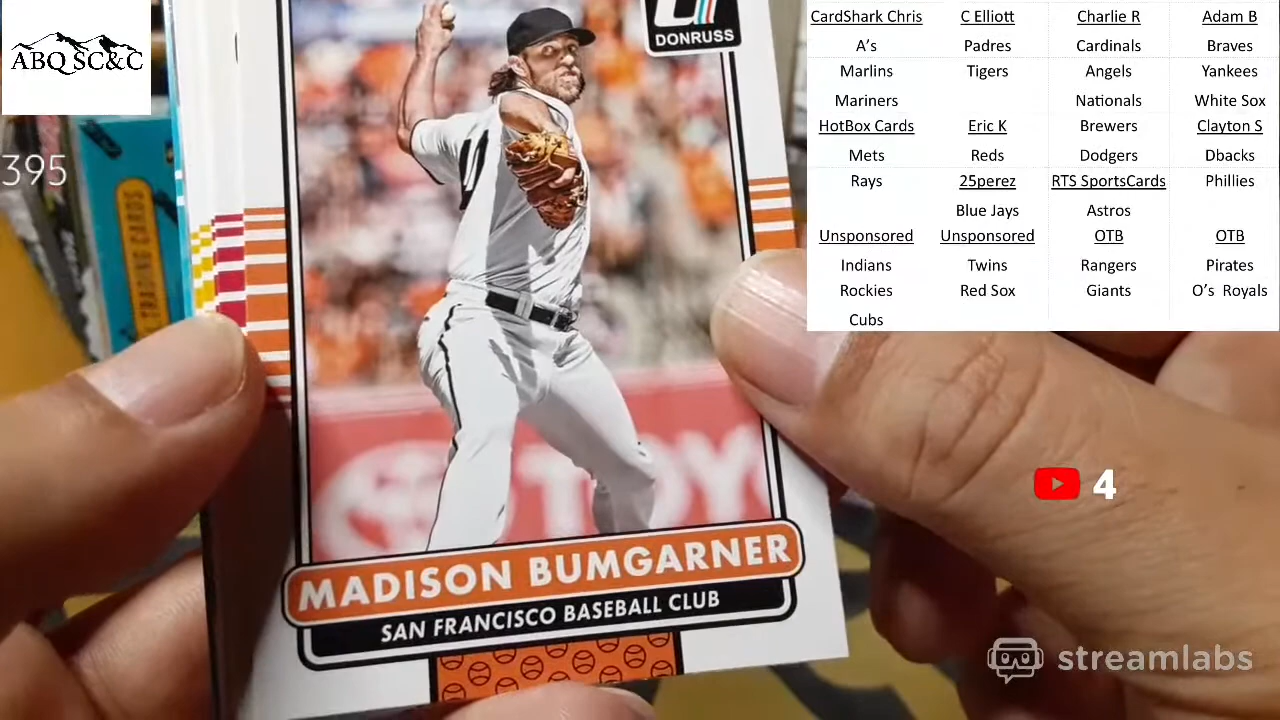 ABQ SC&C
395
DONRUSS
TOYO
MADISON BUMGARNER
SAN FRANCISCO BASEBALL CLUB
CardShark Chris C Elliott Charlie R Adam B
A's Padres Cardinals Braves
Marlins Tigers Angels Yankees
Mariners Nationals White Sox
HotBox Cards Eric K Brewers Clayton S
Mets Reds Dodgers Dbacks
Rays 25perez RTS SportsCards Phillies
Blue Jays Astros
Unsponsored Unsponsored OTB OTB
Indians Twins Rangers Pirates
Rockies Red Sox Giants O's Royals
Cubs
4
streamlabs